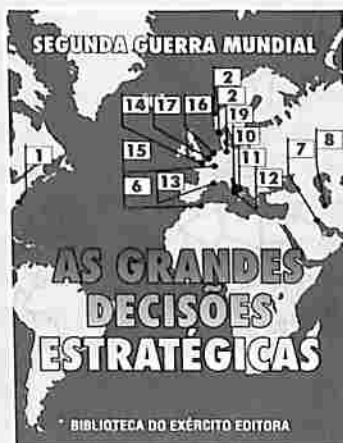 SEGUNDA GUERRA MUNDIAL
2
14 17 16 2
19
1 15 10 7 8
11
6 13 12
AS GRANDES
DECISÕES
ESTRATÉGICAS
BIBLIOTECA DO EXÉRCITO EDITORA